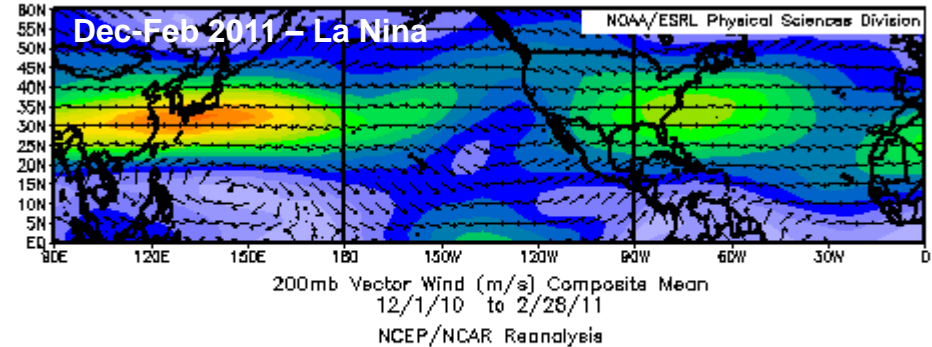 60N
NOAA/ESRL Physical Sciences Division
Dec-Feb 2011 – La Nina
55N
50N
45N
40N
35N
30N
25N
20N
15N
10N
5N
EQ
90E 120E 150E 180 150W 120W 90W 60W 30W 0
200mb Vector Wind (m/s) Composite Mean
12/1/10 to 2/28/11
NCEP/NCAR Reanalysis